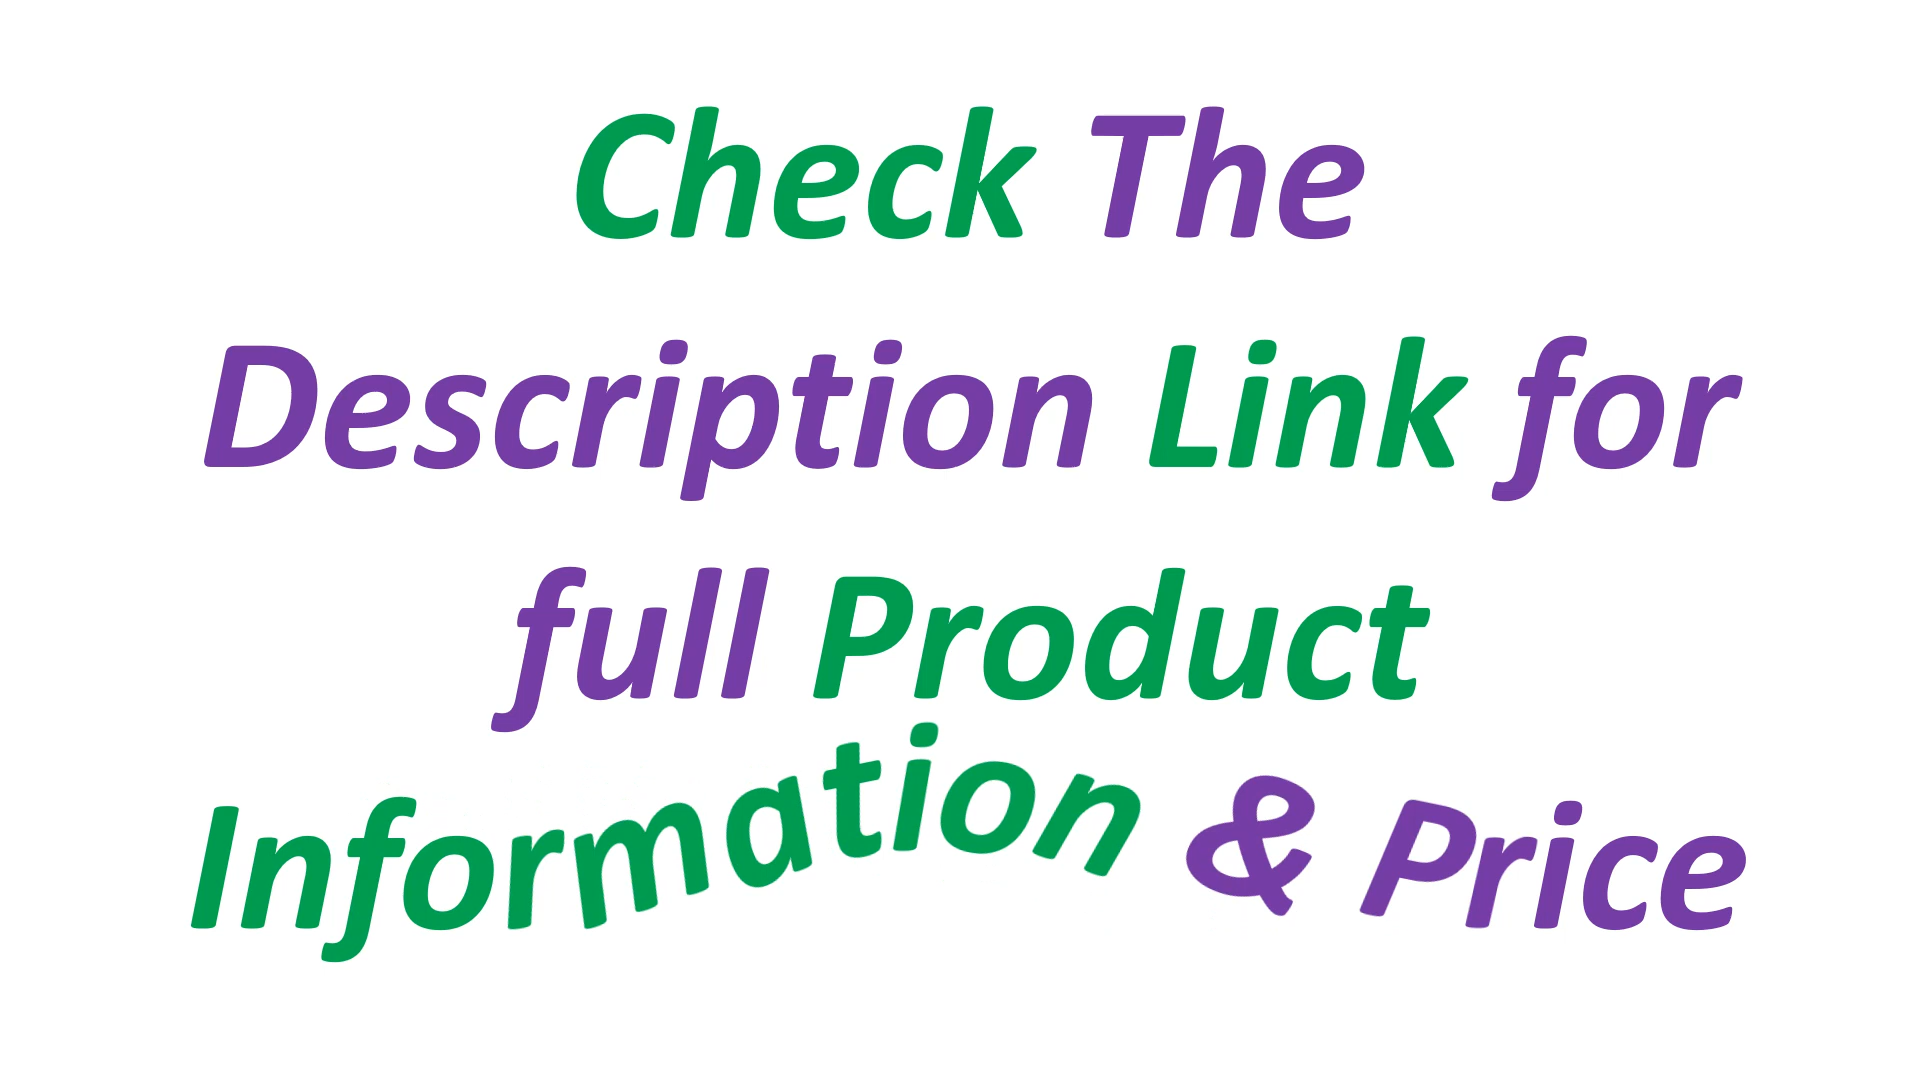 Check The
Description Link for
full Product
Information & Price